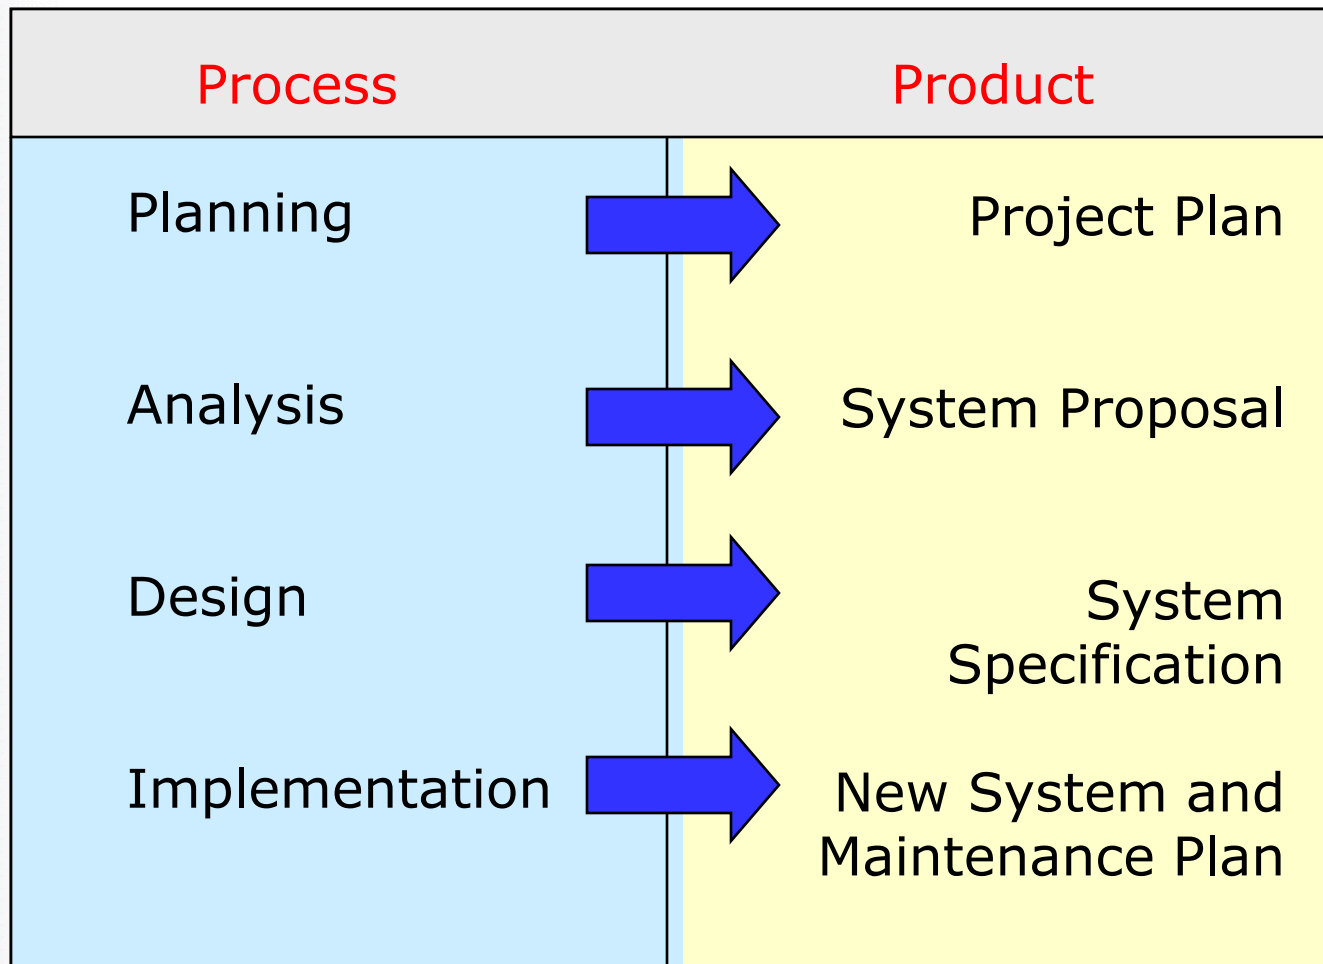 Process
Product
Planning
Project Plan
Analysis
System Proposal
Design
System
Specification
Implementation
New System and
Maintenance Plan